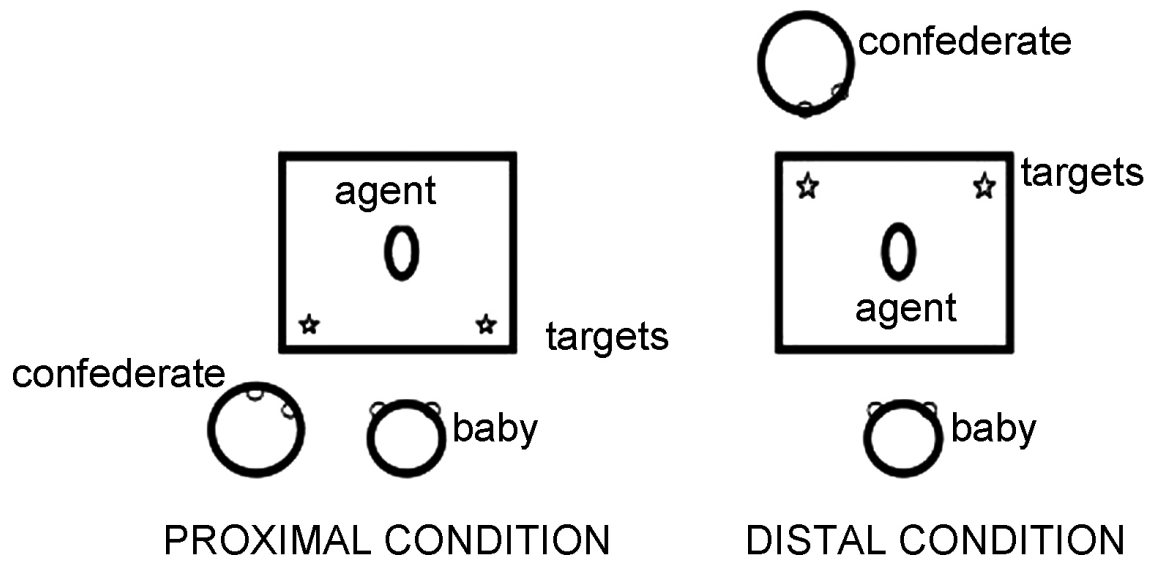 agent
targets
confederate
baby
PROXIMAL CONDITION
confederate
targets
agent
baby
DISTAL CONDITION